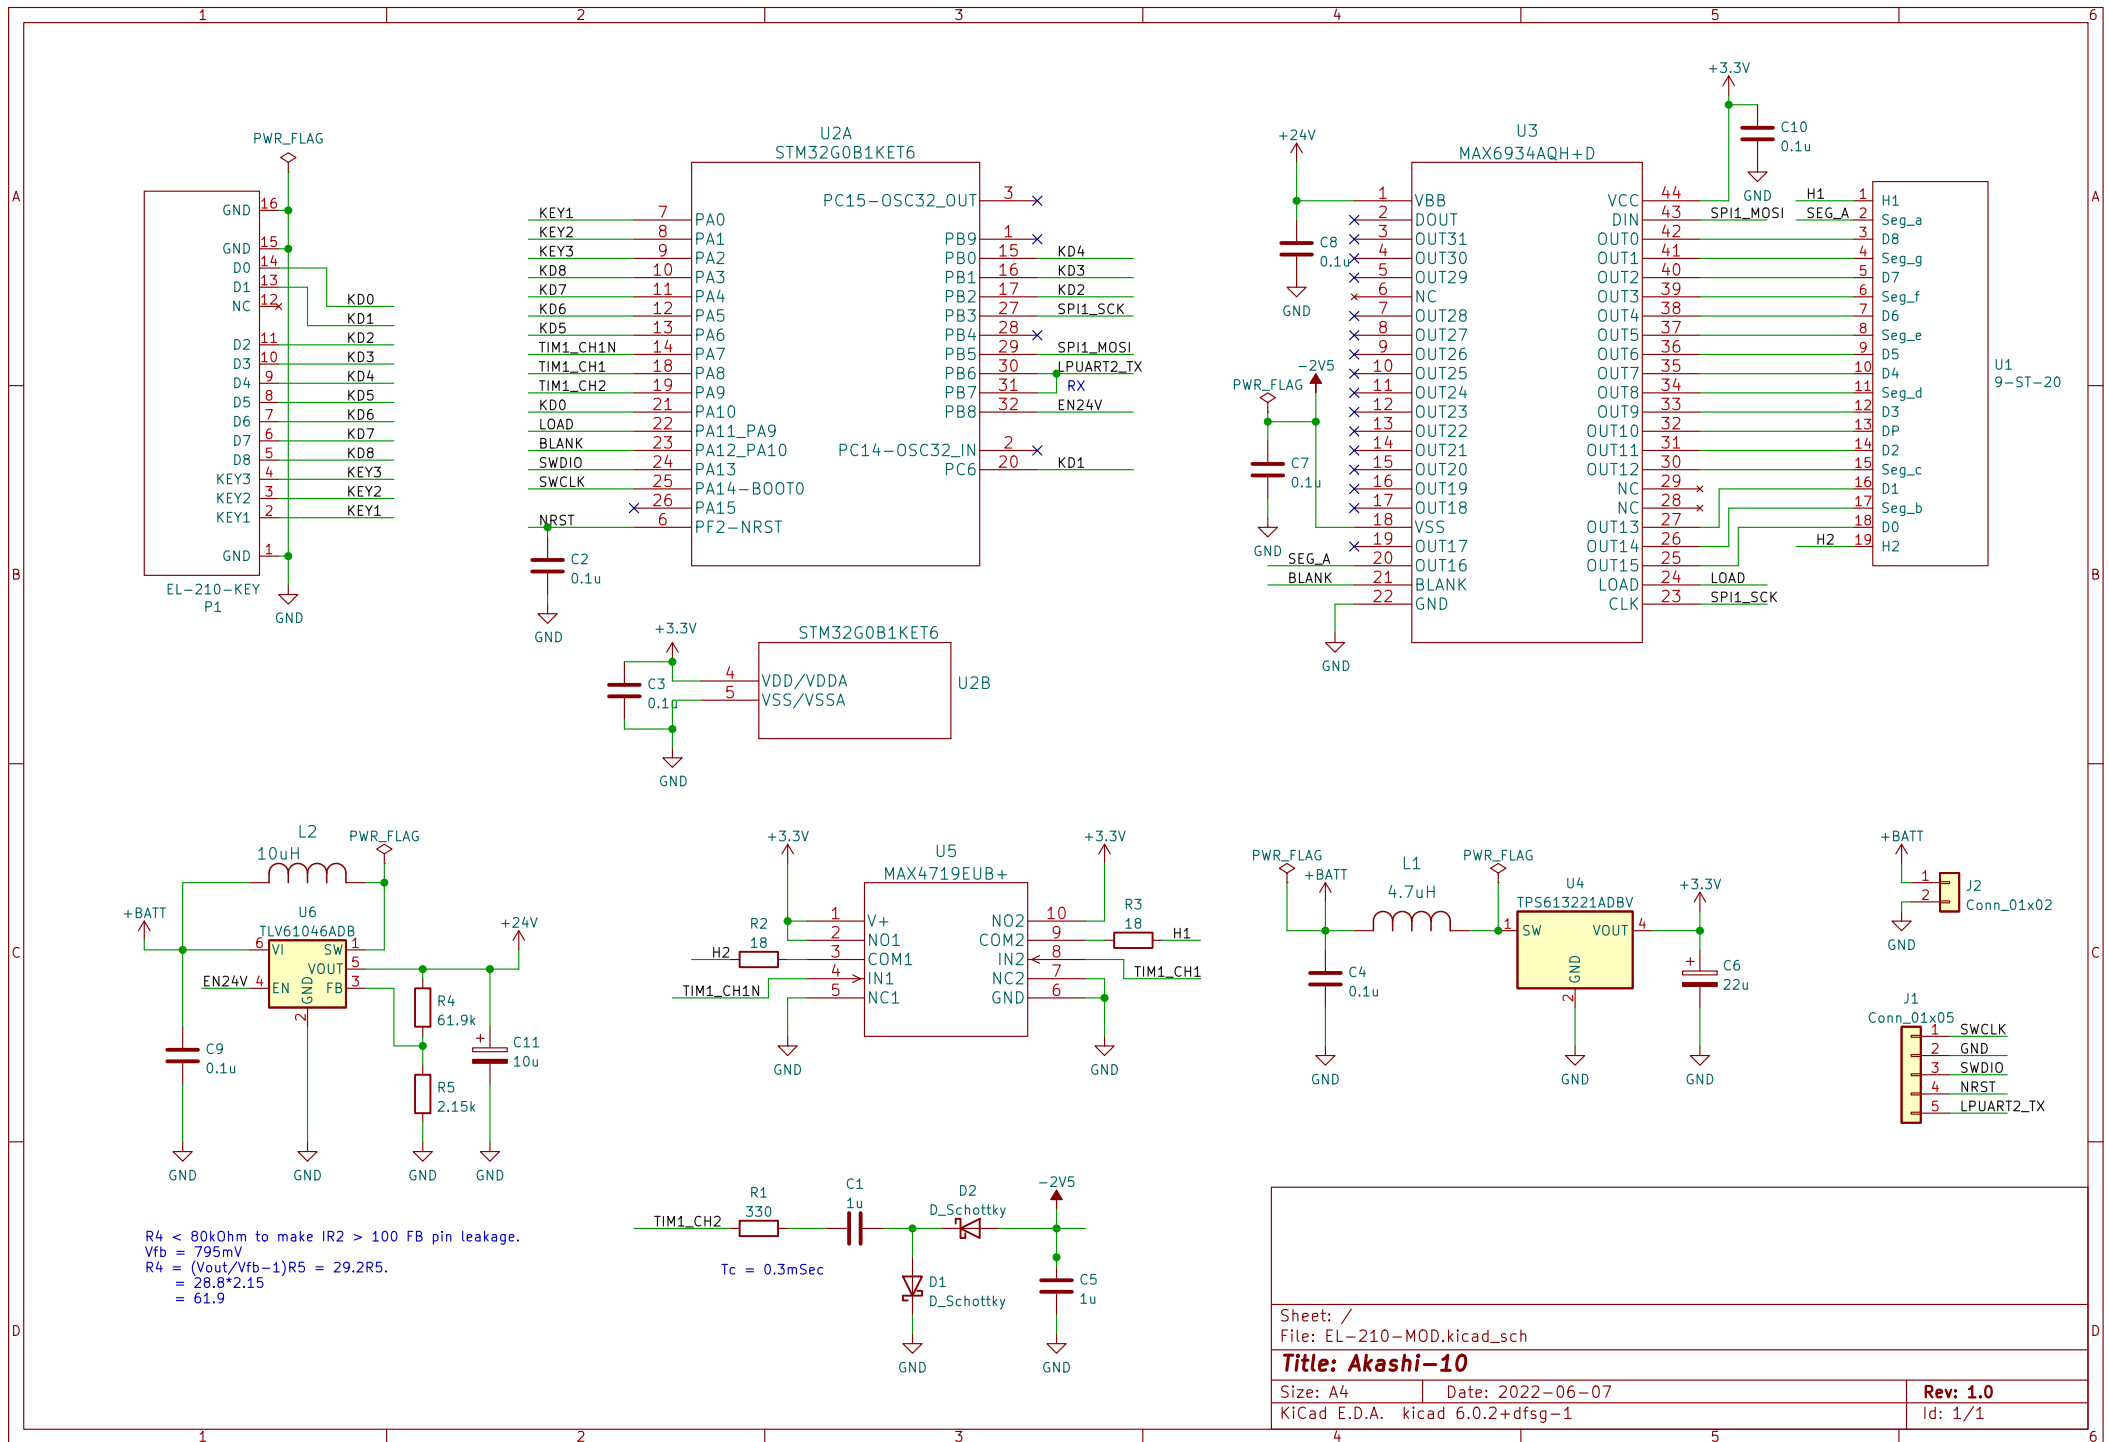 1 2 3 4 5 6
A
B
C
D
PWR_FLAG
GND 16
GND 15
D0 14
D1 13
NC 12
D2 11
D3 10
D4 9
D5 8
D6 7
D7 6
D8 5
KEY3 4
KEY2 3
KEY1 2
GND 1
KD0
KD1
KD2
KD3
KD4
KD5
KD6
KD7
KD8
KEY3
KEY2
KEY1
EL-210-KEY
P1
GND
U2A
STM32G0B1KET6
KEY1 7 PA0
KEY2 8 PA1
KEY3 9 PA2
KD8 10 PA3
KD7 11 PA4
KD6 12 PA5
KD5 13 PA6
TIM1_CH1N 14 PA7
TIM1_CH1 18 PA8
TIM1_CH2 19 PA9
KD0 21 PA10
LOAD 22 PA11_PA9
BLANK 23 PA12_PA10
SWDIO 24 PA13
SWCLK 25 PA14-BOOT0
26 PA15
NRST 6 PF2-NRST
PC15-OSC32_OUT 3
PB9 1
PB0 15 KD4
PB1 16 KD3
PB2 17 KD2
PB3 27 SPI1_SCK
PB4 28
PB5 29 SPI1_MOSI
PB6 30 LPUART2_TX
PB7 31 RX
PB8 32 EN24V
PC14-OSC32_IN 2
PC6 20 KD1
C2
0.1u
GND
STM32G0B1KET6
+3.3V
C3
0.1u
4 VDD/VDDA
5 VSS/VSSA
U2B
GND
+24V
C8
0.1u
GND
-2V5
PWR_FLAG
C7
0.1u
GND
U3
MAX6934AQH+D
1 VBB
2 DOUT
3 OUT31
4 OUT30
5 OUT29
6 NC
7 OUT28
8 OUT27
9 OUT26
10 OUT25
11 OUT24
12 OUT23
13 OUT22
14 OUT21
15 OUT20
16 OUT19
17 OUT18
18 VSS
19 OUT17
SEG_A 20 OUT16
BLANK 21 BLANK
22 GND
GND
VCC 44
DIN 43 SPI1_MOSI
OUT0 42
OUT1 41
OUT2 40
OUT3 39
OUT4 38
OUT5 37
OUT6 36
OUT7 35
OUT8 34
OUT9 33
OUT10 32
OUT11 31
OUT12 30
NC 29
NC 28
OUT13 27
OUT14 26
OUT15 25
LOAD 24 LOAD
CLK 23 SPI1_SCK
+3.3V
C10
0.1u
GND
H1 1 H1
SEG_A 2 Seg_a
3 D8
4 Seg_g
5 D7
6 Seg_f
7 D6
8 Seg_e
9 D5
10 D4
11 Seg_d
12 D3
13 DP
14 D2
15 Seg_c
16 D1
17 Seg_b
18 D0
H2 19 H2
U1
9-ST-20
L2
10uH
PWR_FLAG
+BATT
U6
TLV61046ADB
+24V
6 VI SW 1
VOUT 5
EN24V 4 EN GND FB 3
2
R4
61.9k
C9
0.1u
C11
10u
R5
2.15k
GND GND GND GND
R4 < 80kOhm to make IR2 > 100 FB pin leakage.
Vfb = 795mV
R4 = (Vout/Vfb-1)R5 = 29.2R5.
= 28.8*2.15
= 61.9
+3.3V
+3.3V
U5
MAX4719EUB+
R2
18
H2
TIM1_CH1N
1 V+
2 NO1
3 COM1
4 IN1
5 NC1
NO2 10
COM2 9
IN2 8
NC2 7
GND 6
R3
18
H1
TIM1_CH1
GND
GND
PWR_FLAG
+BATT
L1
4.7uH
PWR_FLAG
U4
TPS613221ADBV
+3.3V
1 SW VOUT 4
GND
2
C4
0.1u
C6
22u
GND GND GND
+BATT
1
2
J2
Conn_01x02
GND
J1
Conn_01x05
1 SWCLK
2 GND
3 SWDIO
4 NRST
5 LPUART2_TX
TIM1_CH2
R1
330
C1
1u
D2
D_Schottky
-2V5
Tc = 0.3mSec
D1
D_Schottky
C5
1u
GND
GND
Sheet: /
File: EL-210-MOD.kicad_sch
Title: Akashi-10
Size: A4 Date: 2022-06-07 Rev: 1.0
KiCad E.D.A. kicad 6.0.2+dfsg-1 Id: 1/1
A
B
C
D
1 2 3 4 5 6